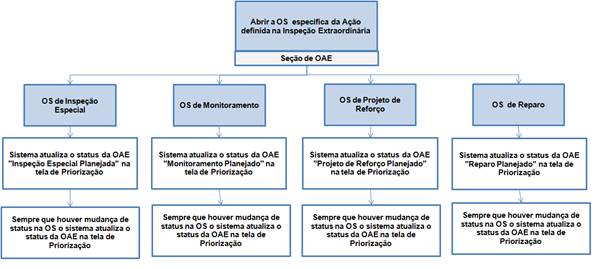 Abrir a OS específica da Ação
definida na Inspeção Extraordinária
Seção de OAE
OS de Inspeção
Especial
OS de Monitoramento
OS de Projeto de
Reforço
OS de Reparo
Sistema atualiza o status da OAE
"Inspeção Especial Planejada" na
tela de Priorização
Sistema atualiza o status da OAE
"Monitoramento Planejado" na
tela de Priorização
Sistema atualiza o status da OAE
"Projeto de Reforço Planejado"
na tela de Priorização
Sistema atualiza o status da OAE
"Reparo Planejado" na tela de
Priorização
Sempre que houver mudança de
status na OS o sistema atualiza o
status da OAE na tela de
Priorização
Sempre que houver mudança de
status na OS o sistema atualiza o
status da OAE na tela de
Priorização
Sempre que houver mudança de
status na OS o sistema atualiza o
status da OAE na tela de
Priorização
Sempre que houver mudança de
status na OS o sistema atualiza o
status da OAE na tela de
Priorização